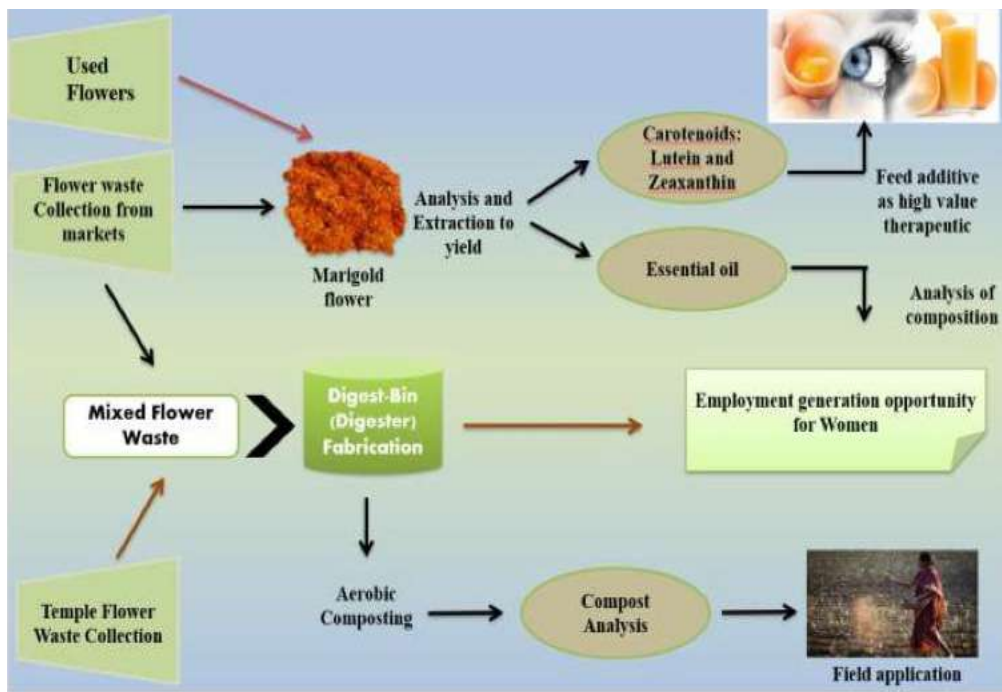 Used
Flowers
Flower waste
Collection from
markets
Marigold
flower
Analysis and
Extraction to
yield
Carotenoids:
Lutein and
Zeaxanthin
Feed additive
as high value
therapeutic
Essential oil
Analysis of
composition
Mixed Flower
Waste
Digest-Bin
(Digester)
Fabrication
Employment generation opportunity
for Women
Temple Flower
Waste Collection
Aerobic
Composting
Compost
Analysis
Field application